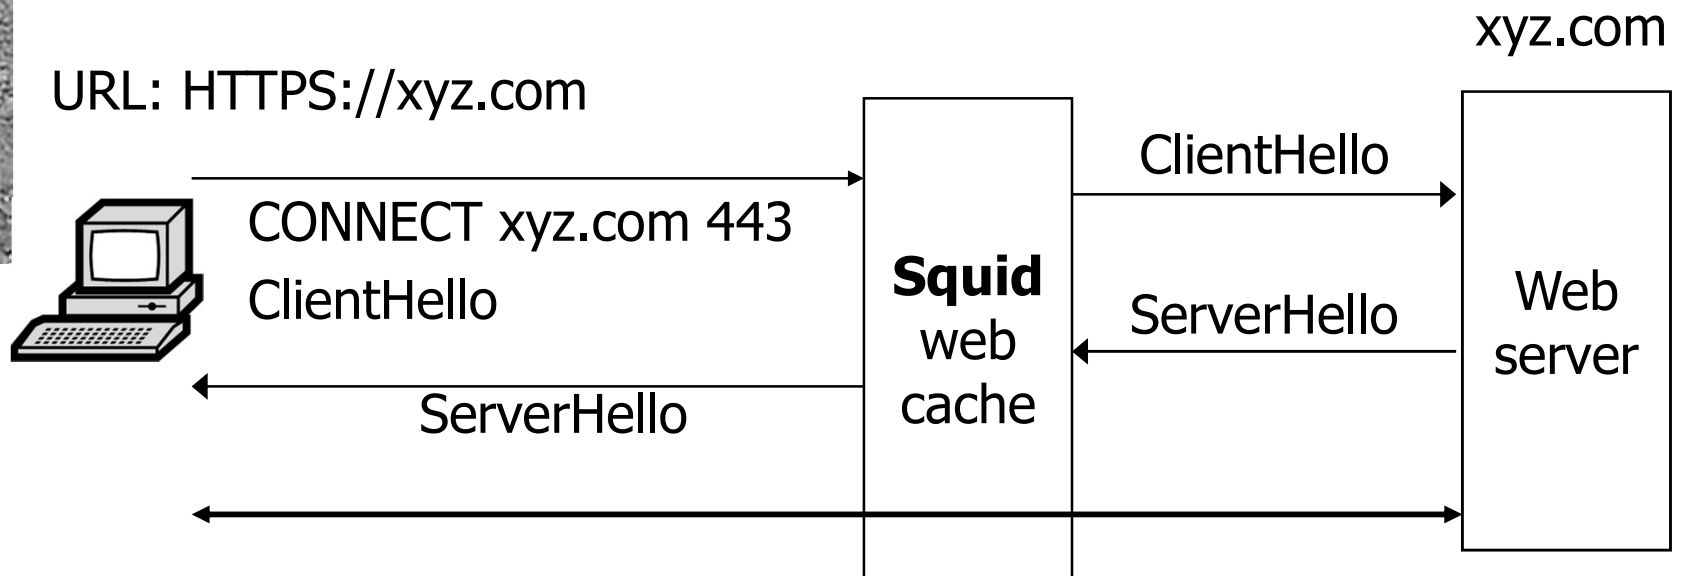 xyz.com
URL: HTTPS://xyz.com
ClientHello
CONNECT xyz.com 443
ClientHello
Squid
web
cache
ServerHello
Web
server
ServerHello